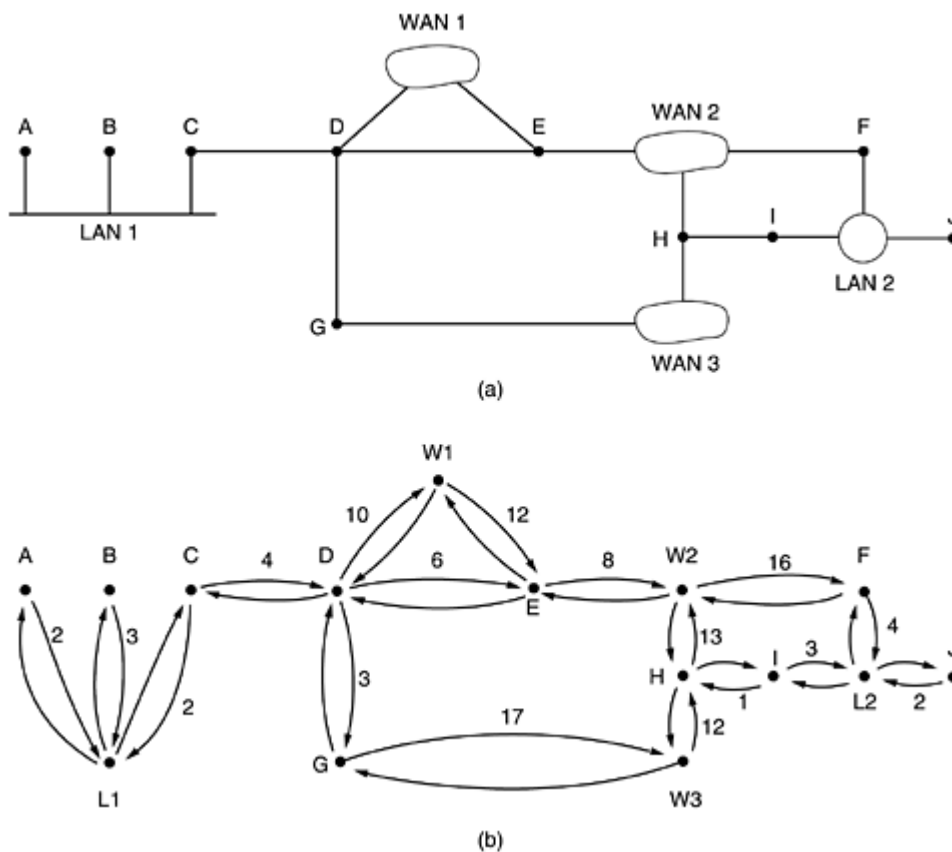 WAN 1
A B C D E WAN 2 F
LAN 1
H I J
LAN 2
G
WAN 3
(a)
W1
10 12
A B C 4 D 6 8 W2 16 F
E
2 3 13 4
2 3 H I 3 J
1 L2 2
17 12
G
L1 W3
(b)